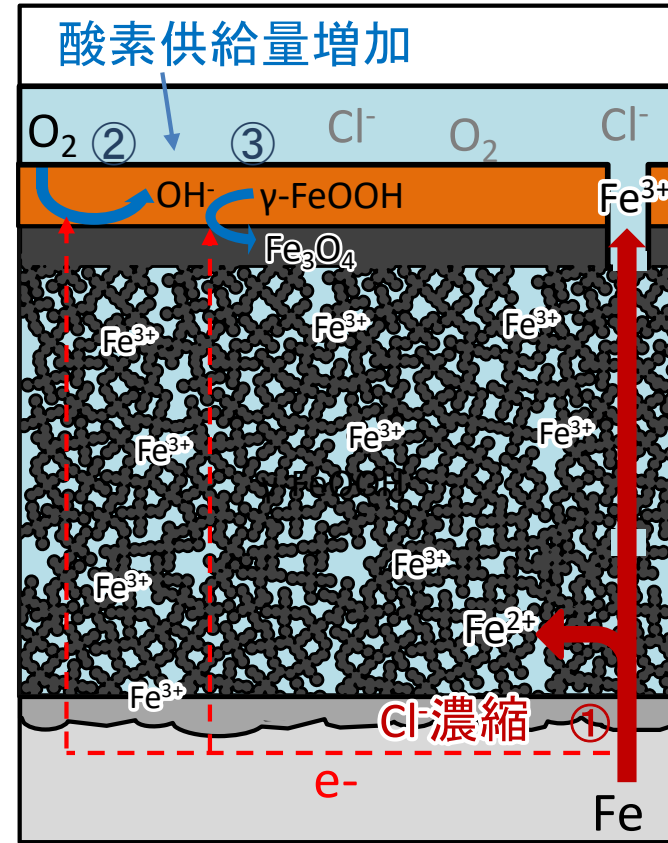 酸素供給量増加
O₂ ② ③ Cl⁻ O₂ Cl⁻
OH⁻ γ-FeOOH Fe³⁺
Fe₃O₄
Fe³⁺ Fe³⁺ Fe³⁺
Fe³⁺ Fe³⁺ Fe³⁺
γ-FeOOH
Fe³⁺ Fe³⁺
Fe²⁺
Fe³⁺
Cl⁻濃縮 ①
e-
Fe